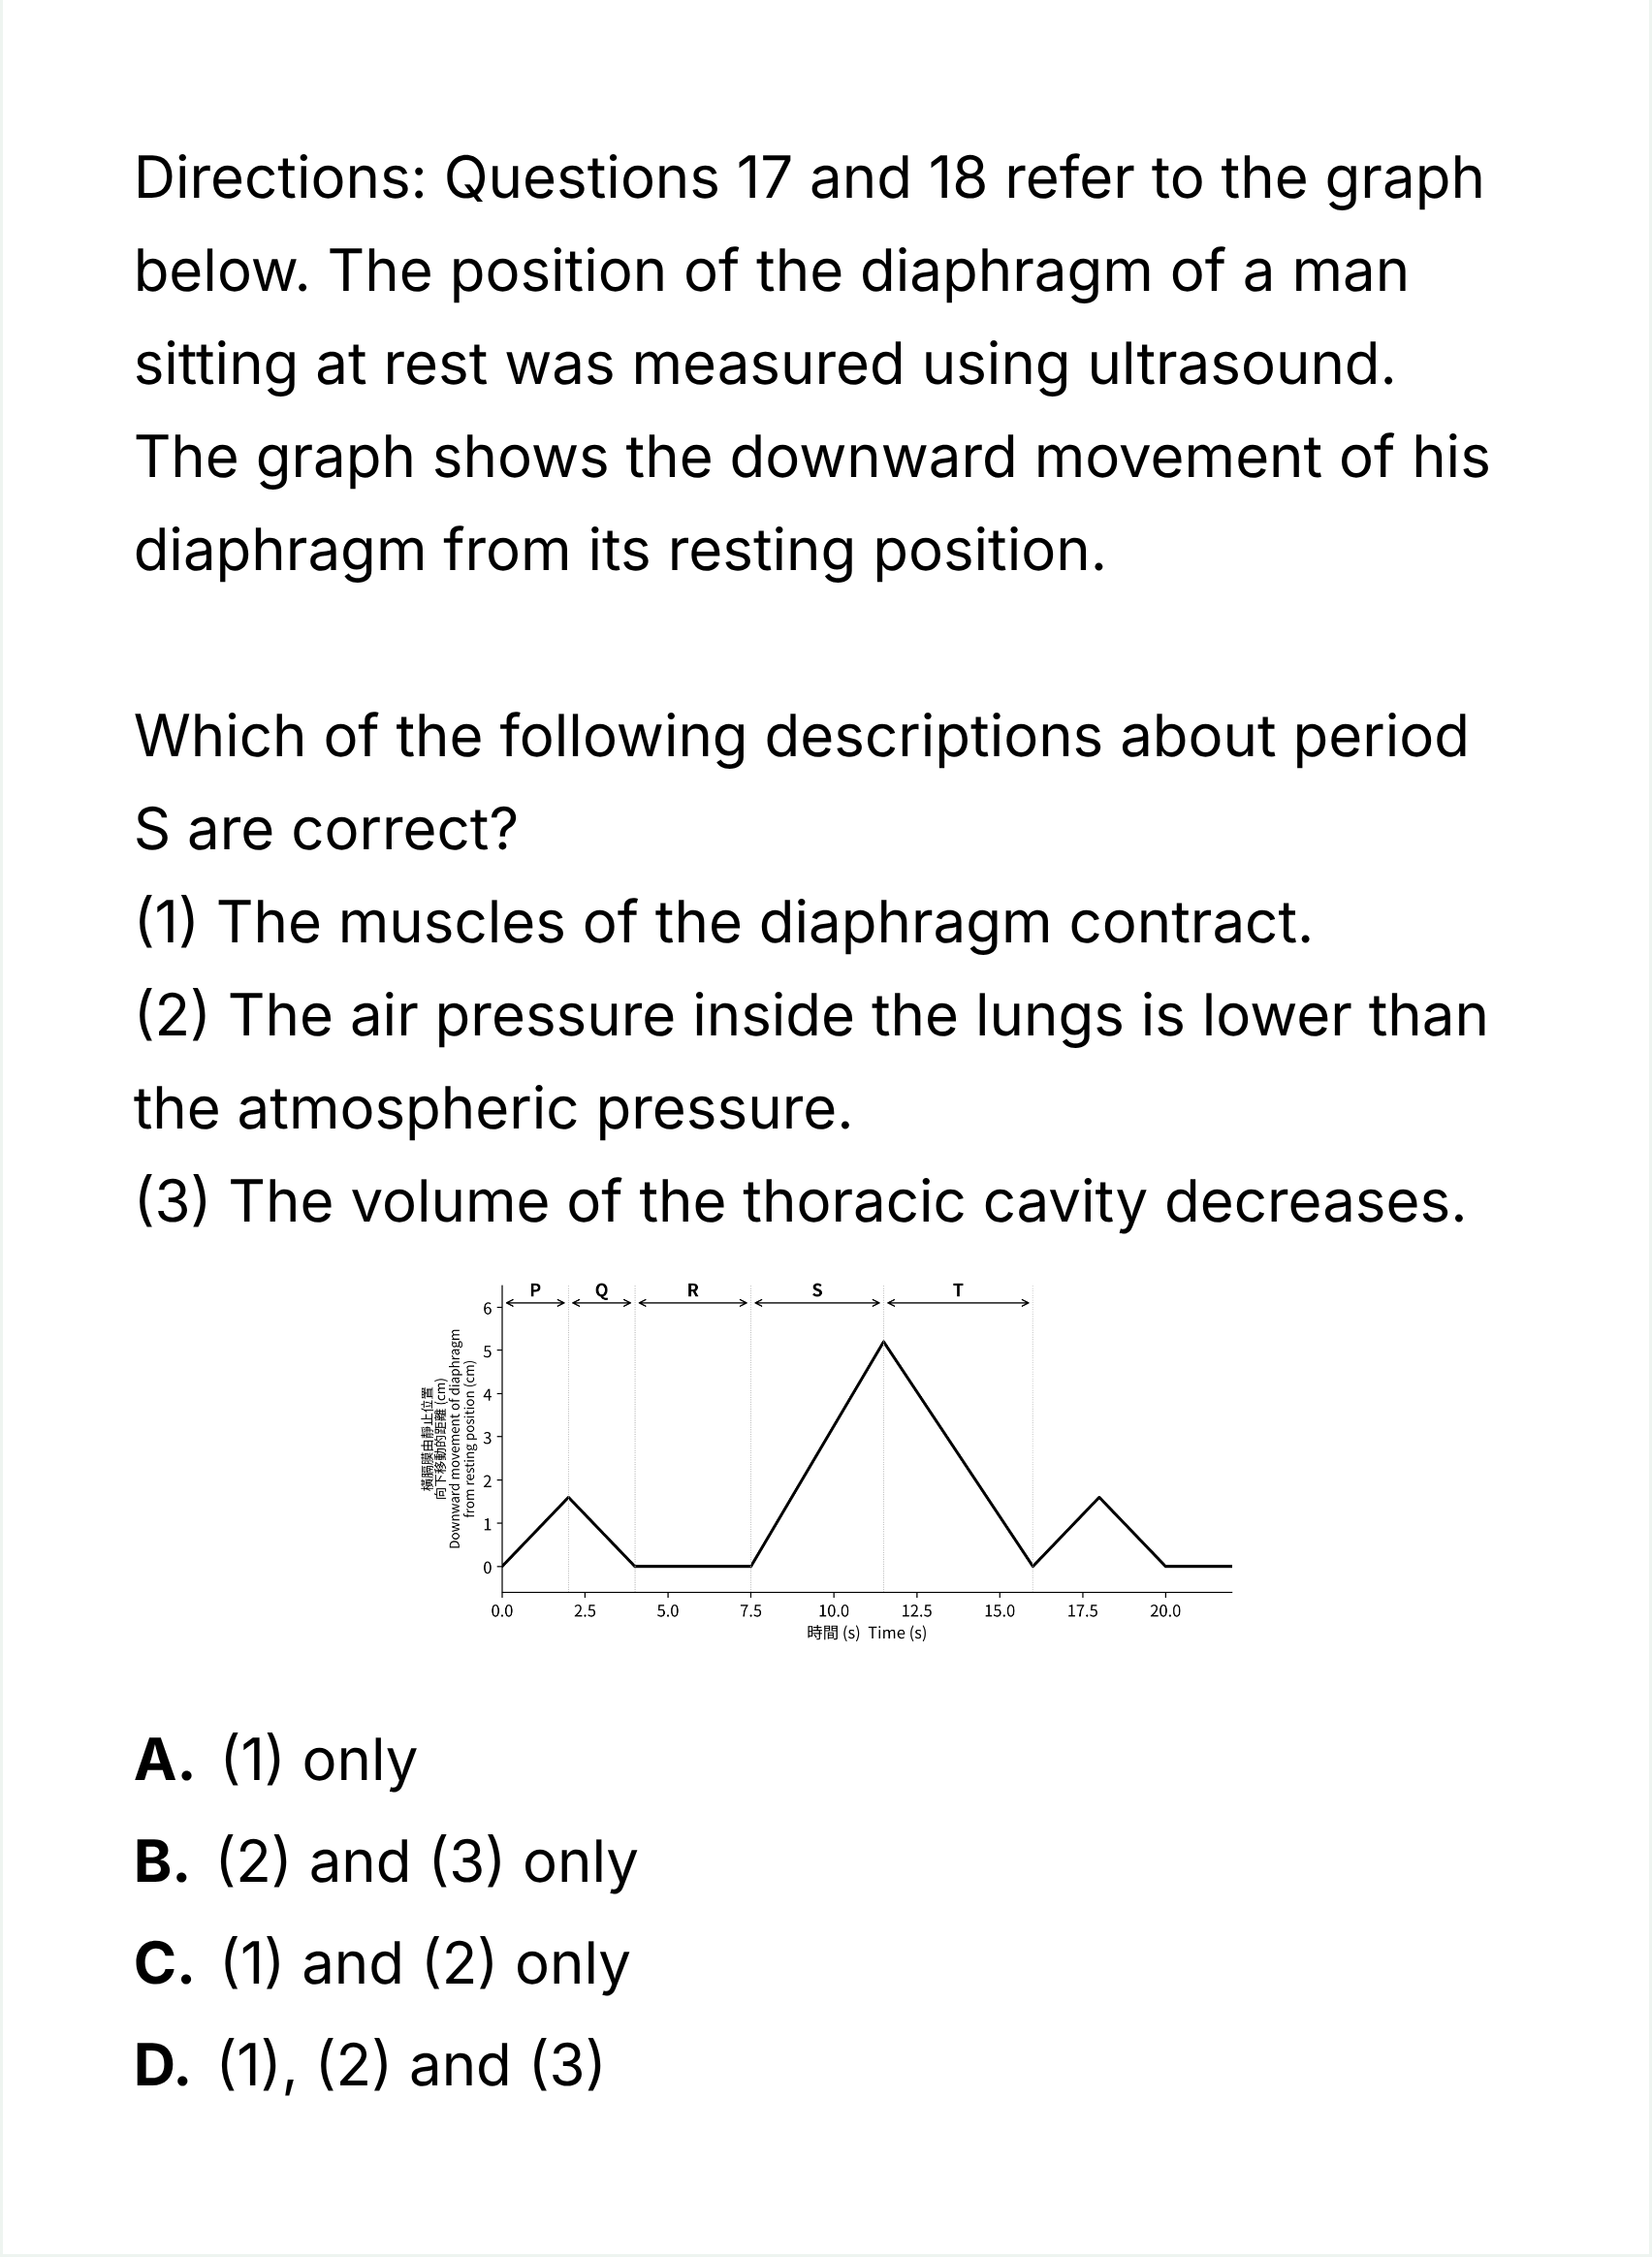 Directions: Questions 17 and 18 refer to the graph
below. The position of the diaphragm of a man
sitting at rest was measured using ultrasound.
The graph shows the downward movement of his
diaphragm from its resting position.
Which of the following descriptions about period
S are correct?
(1) The muscles of the diaphragm contract.
(2) The air pressure inside the lungs is lower than
the atmospheric pressure.
(3) The volume of the thoracic cavity decreases.
P Q R S T
橫膈膜由靜止位置
向下移動的距離 (cm)
Downward movement of diaphragm
from resting position (cm)
6
5
4
3
2
1
0
0.0 2.5 5.0 7.5 10.0 12.5 15.0 17.5 20.0
時間 (s) Time (s)
A. (1) only
B. (2) and (3) only
C. (1) and (2) only
D. (1), (2) and (3)